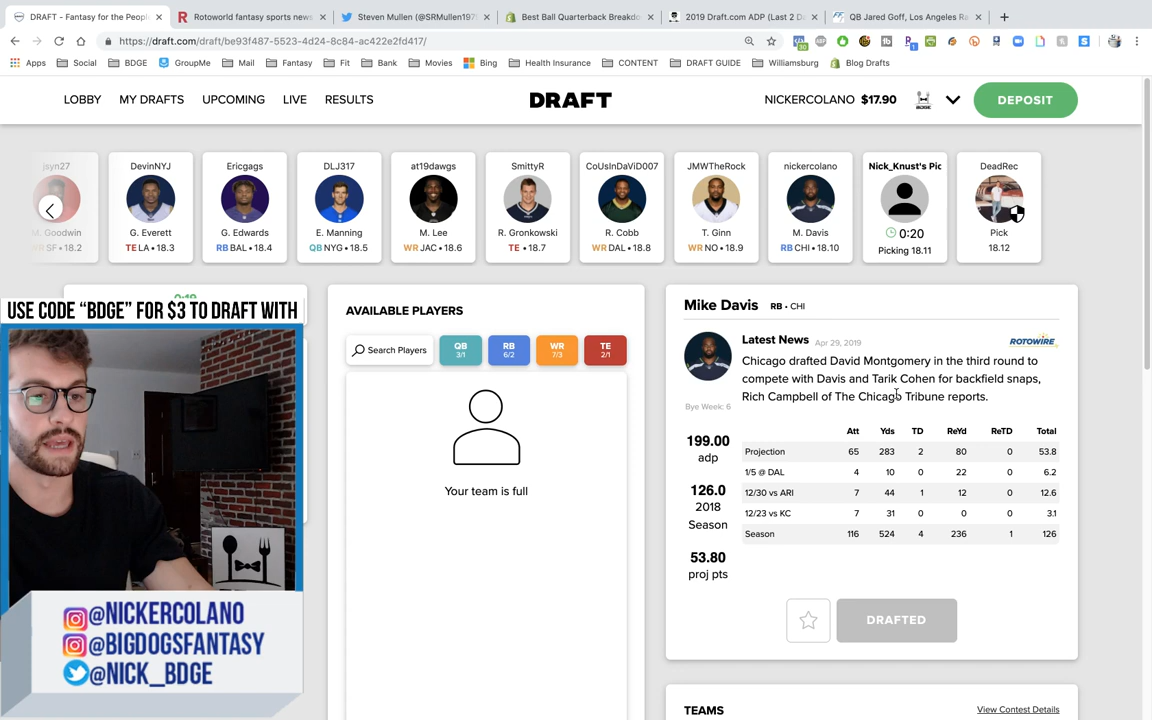 DRAFT - Fantasy for the Peopl
Rotoworld fantasy sports news
Steven Mullen (@SRMullen197
Best Ball Quarterback Breakdo
2019 Draft.com ADP (Last 2 D
QB Jared Goff, Los Angeles Ra
https://draft.com/draft/be93f487-5523-4d24-8c84-ac422e2fd417/
Apps Social BDGE GroupMe Mail Fantasy Fit Bank Movies Bing Health Insurance CONTENT DRAFT GUIDE Williamsburg Blog Drafts
LOBBY MY DRAFTS UPCOMING LIVE RESULTS
DRAFT
NICKERCOLANO $17.90
DEPOSIT
jsyn27
M. Goodwin
WR SF • 18.2
DevinNYJ
G. Everett
TE LA • 18.3
Ericgags
G. Edwards
RB BAL • 18.4
DLJ317
E. Manning
QB NYG • 18.5
at19dawgs
M. Lee
WR JAC • 18.6
SmittyR
R. Gronkowski
TE • 18.7
CoUsInDaViD007
R. Cobb
WR DAL • 18.8
JMWTheRock
T. Ginn
WR NO • 18.9
nickercolano
M. Davis
RB CHI • 18.10
Nick_Knust's Pic
0:20
Picking 18.11
DeadRec
Pick
18.12
USE CODE "BDGE" FOR $3 TO DRAFT WITH
@NICKERCOLANO
@BIGDOGSFANTASY
@NICK_BDGE
AVAILABLE PLAYERS
Search Players
QB
3/1
RB
6/2
WR
7/3
TE
2/1
Your team is full
Mike Davis RB • CHI
Latest News Apr 29, 2019
ROTOWIRE
Chicago drafted David Montgomery in the third round to
compete with Davis and Tarik Cohen for backfield snaps,
Rich Campbell of The Chicago Tribune reports.
Bye Week: 6
199.00
adp
126.0
2018
Season
53.80
proj pts
Att Yds TD ReYd ReTD Total
Projection 65 283 2 80 0 53.8
1/5 @ DAL 4 10 0 22 0 6.2
12/30 vs ARI 7 44 1 12 0 12.6
12/23 vs KC 7 31 0 0 0 3.1
Season 116 524 4 236 1 126
DRAFTED
TEAMS
View Contest Details